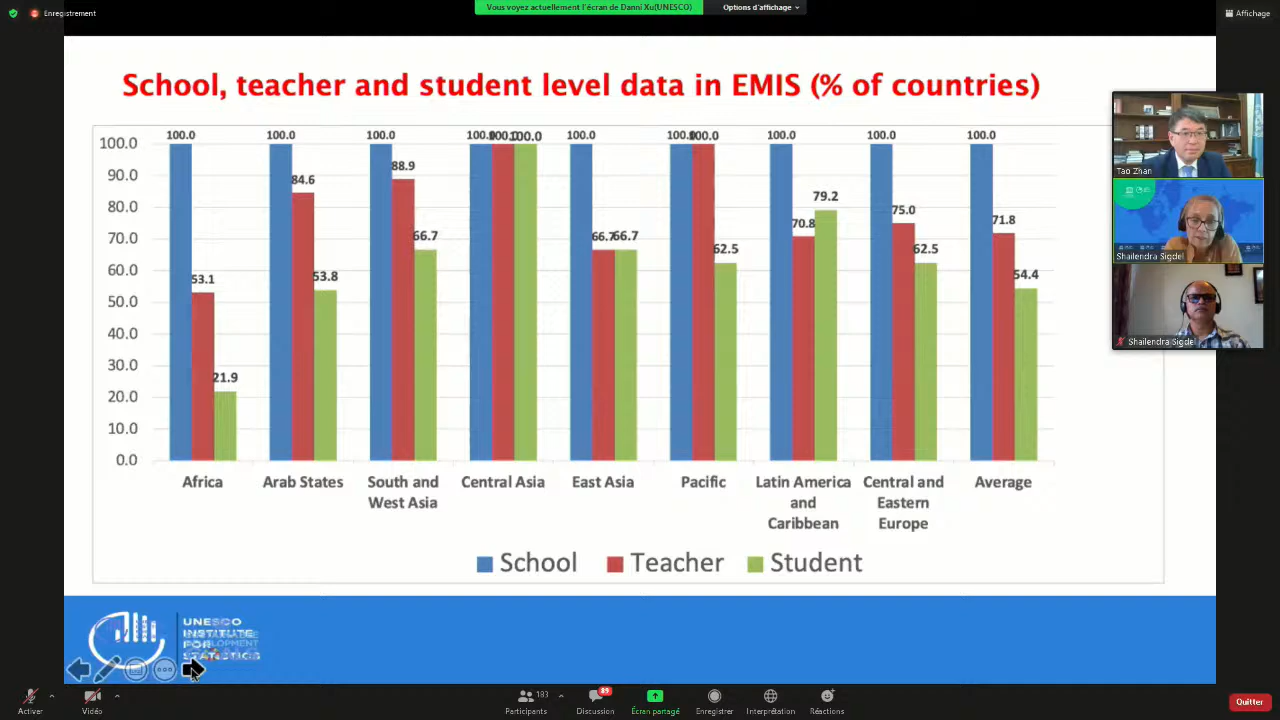 Enregistrement
Vous voyez actuellement l'écran de Danni Xu(UNESCO)
Options d'affichage
Affichage
School, teacher and student level data in EMIS (% of countries)
100.0 100.0 100.0 100.0 100.0 100.0 100.0 100.0 100.0 100.0 100.0 100.0
100.0
90.0
80.0
70.0
60.0
50.0
40.0
30.0
20.0
10.0
0.0
53.1
21.9
84.6
53.8
88.9
66.7
66.7
66.7
62.5
70.8
79.2
75.0
62.5
71.8
54.4
Africa
Arab States
South and
West Asia
Central Asia
East Asia
Pacific
Latin America
and
Caribbean
Central and
Eastern
Europe
Average
School
Teacher
Student
Tao Zhan
Shailendra Sigdel
Shailendra Sigdel
UNESCO
INSTITUTE
FOR
STATISTICS
Activer
Vidéo
183
Participants
89
Discussion
Écran partagé
Enregistrer
Interprétation
Réactions
Quitter